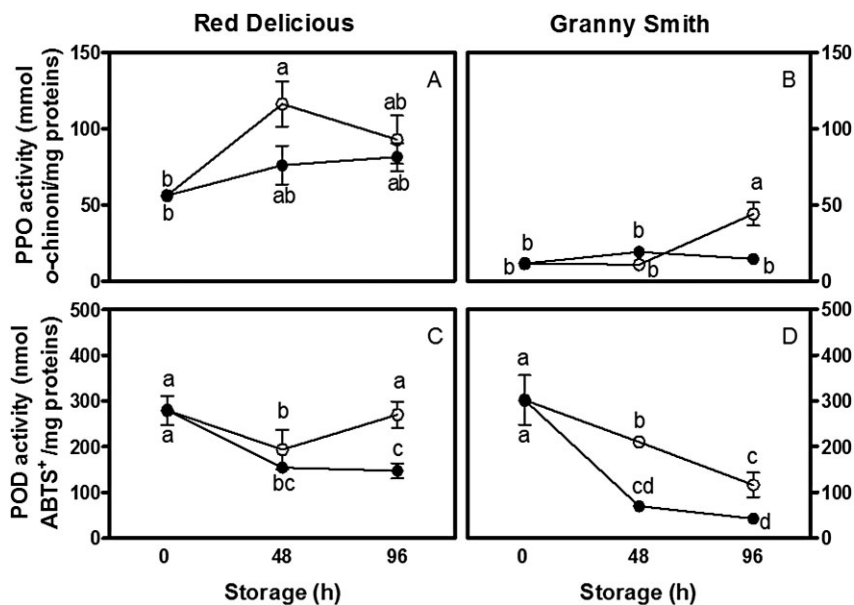 Red Delicious
Granny Smith
PPO activity (mmol
o-chinoni/mg proteins)
150
100
50
0
A
b
b
a
ab
ab
ab
B
150
100
50
0
b
b
b
b
a
b
POD activity (nmol
ABTS⁺/mg proteins)
500
400
300
200
100
0
C
a
a
b
bc
a
c
D
500
400
300
200
100
0
a
a
b
cd
c
d
0 48 96
0 48 96
Storage (h)
Storage (h)